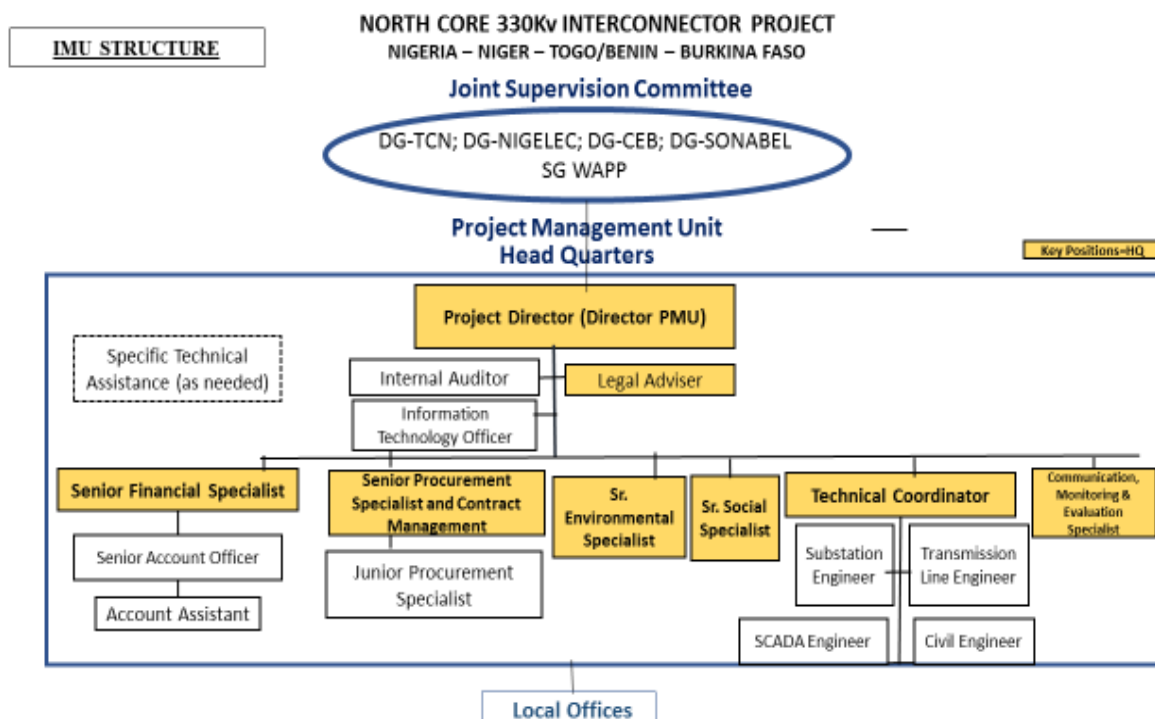 NORTH CORE 330Kv INTERCONNECTOR PROJECT
IMU STRUCTURE
NIGERIA – NIGER – TOGO/BENIN – BURKINA FASO
Joint Supervision Committee
DG-TCN; DG-NIGELEC; DG-CEB; DG-SONABEL
SG WAPP
Project Management Unit
Head Quarters
Key Positions=HQ
Project Director (Director PMU)
Specific Technical
Assistance (as needed)
Internal Auditor
Legal Adviser
Information
Technology Officer
Senior Financial Specialist
Senior Procurement
Specialist and Contract
Management
Sr.
Environmental
Specialist
Sr. Social
Specialist
Technical Coordinator
Communication,
Monitoring &
Evaluation
Specialist
Senior Account Officer
Account Assistant
Junior Procurement
Specialist
Substation
Engineer
Transmission
Line Engineer
SCADA Engineer
Civil Engineer
Local Offices